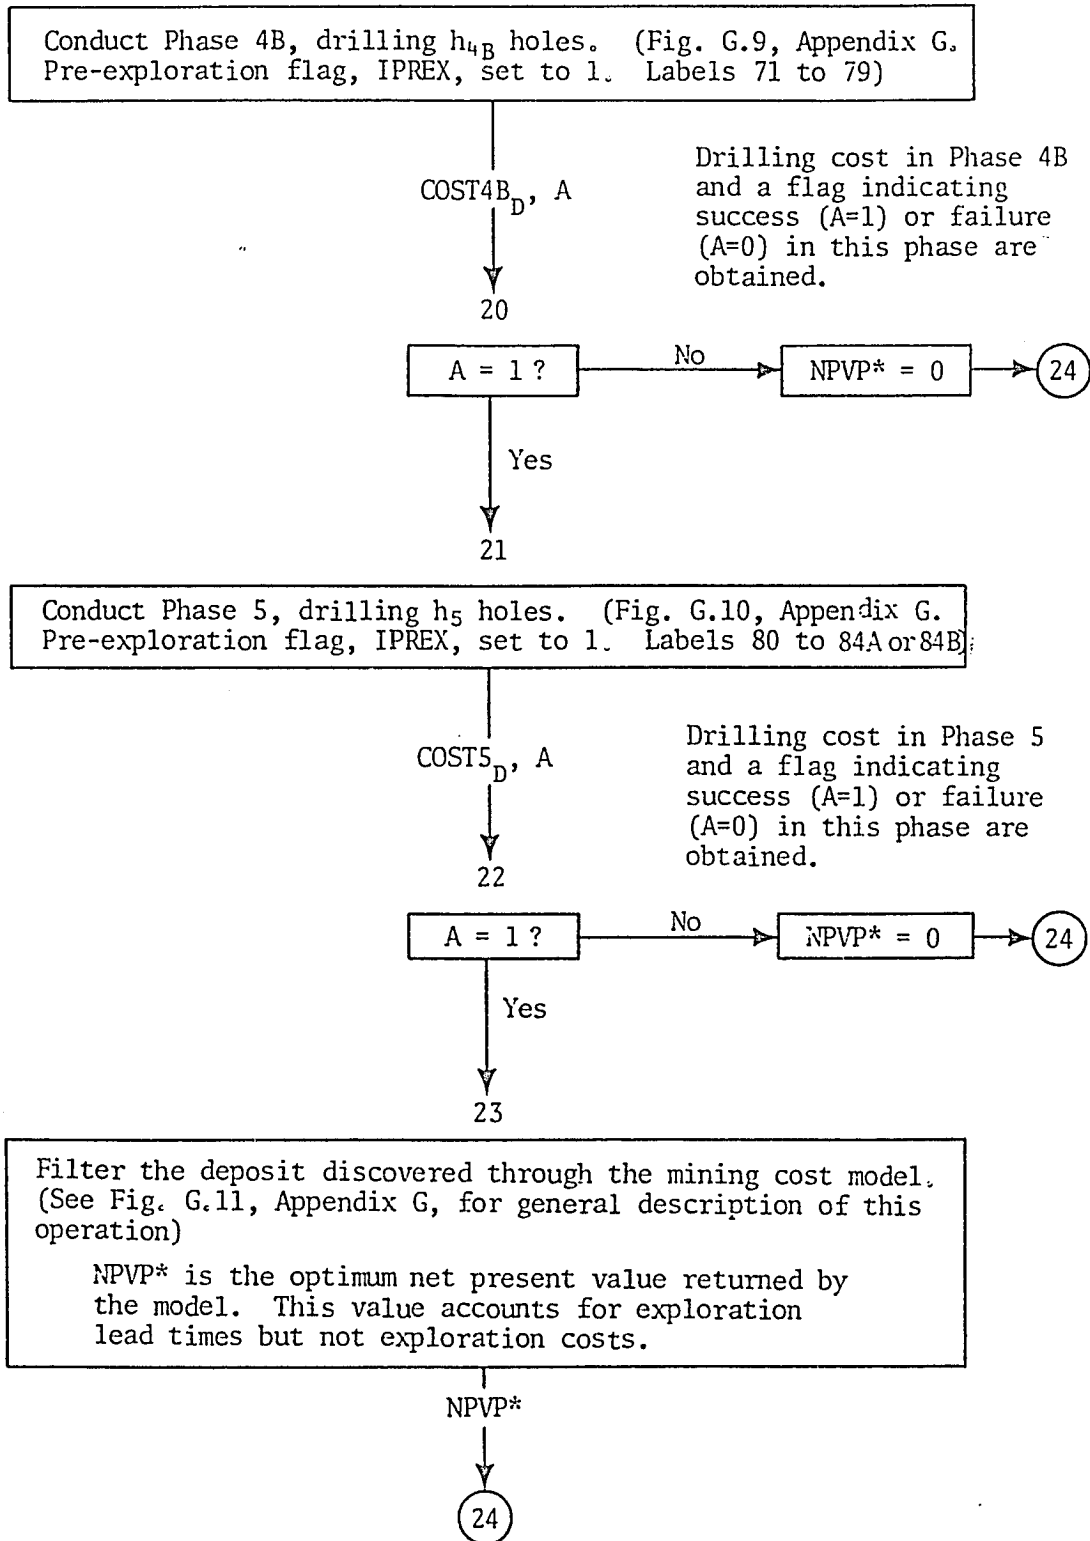 Conduct Phase 4B, drilling h4B holes. (Fig. G.9, Appendix G.
Pre-exploration flag, IPREX, set to 1. Labels 71 to 79)
COST4BD, A
Drilling cost in Phase 4B
and a flag indicating
success (A=1) or failure
(A=0) in this phase are
obtained.
20
A = 1 ?
No
NPVP* = 0
24
Yes
21
Conduct Phase 5, drilling h5 holes. (Fig. G.10, Appendix G.
Pre-exploration flag, IPREX, set to 1. Labels 80 to 84A or 84B)
COST5D, A
Drilling cost in Phase 5
and a flag indicating
success (A=1) or failure
(A=0) in this phase are
obtained.
22
A = 1 ?
No
NPVP* = 0
24
Yes
23
Filter the deposit discovered through the mining cost model.
(See Fig. G.11, Appendix G, for general description of this
operation)
NPVP* is the optimum net present value returned by
the model. This value accounts for exploration
lead times but not exploration costs.
NPVP*
24